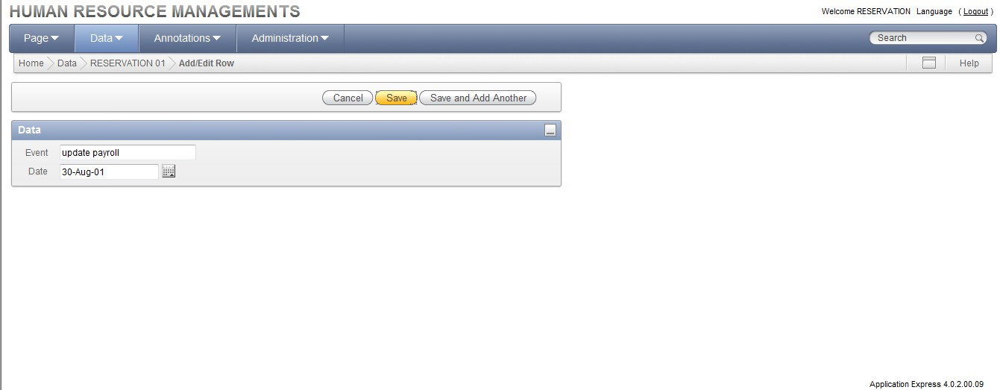 HUMAN RESOURCE MANAGEMENTS
Welcome RESERVATION Language ( Logout )
Page Data Annotations Administration Search
Home Data RESERVATION 01 Add/Edit Row Help
Cancel Save Save and Add Another
Data
Event update payroll
Date 30-Aug-01
Application Express 4.0.2.00.09